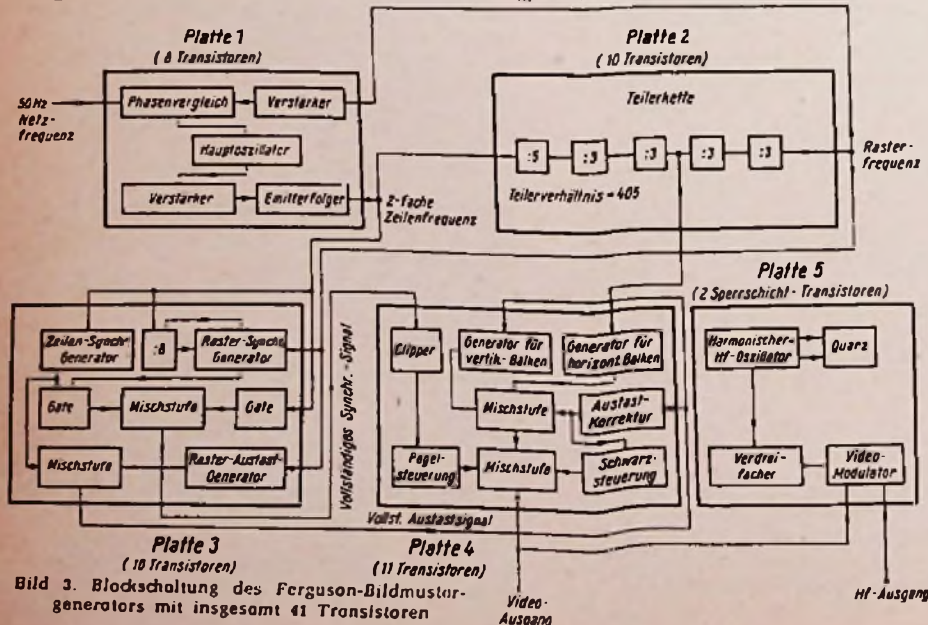 Platte 1
(8 Transistoren)
Platte 2
(10 Transistoren)
50Hz
Netz-
frequenz
Phasenvergleich
Verstärker
Hauptoszillator
Verstärker
Emitterfolger
2-fache
Zeilenfrequenz
Teilerkette
:5
:3
:3
:3
:3
Teilerverhältnis = 405
Raster-
frequenz
Zeilen-Synchr.
Generator
:8
Raster-Synchr.
Generator
Gate
Mischstufe
Gate
Mischstufe
Raster-Austast-
Generator
Platte 3
(10 Transistoren)
Vollständiges Synchr.-Signal
Clipper
Generator für
vertik-Balken
Generator für
horizont Balken
Mischstufe
Austast-
Korrektur
Pegel-
steuerung
Mischstufe
Schwarz-
steuerung
Vollst. Austastsignal
Platte 4
(11 Transistoren)
Platte 5
(2 Sperrschicht-Transistoren)
Harmonischer-
Hf-Oszillator
Quarz
Verdrei-
facher
Video-
Modulator
Video-
Ausgang
Hf-Ausgang
Bild 3. Blockschaltung des Ferguson-Bildmuster-
generators mit insgesamt 41 Transistoren